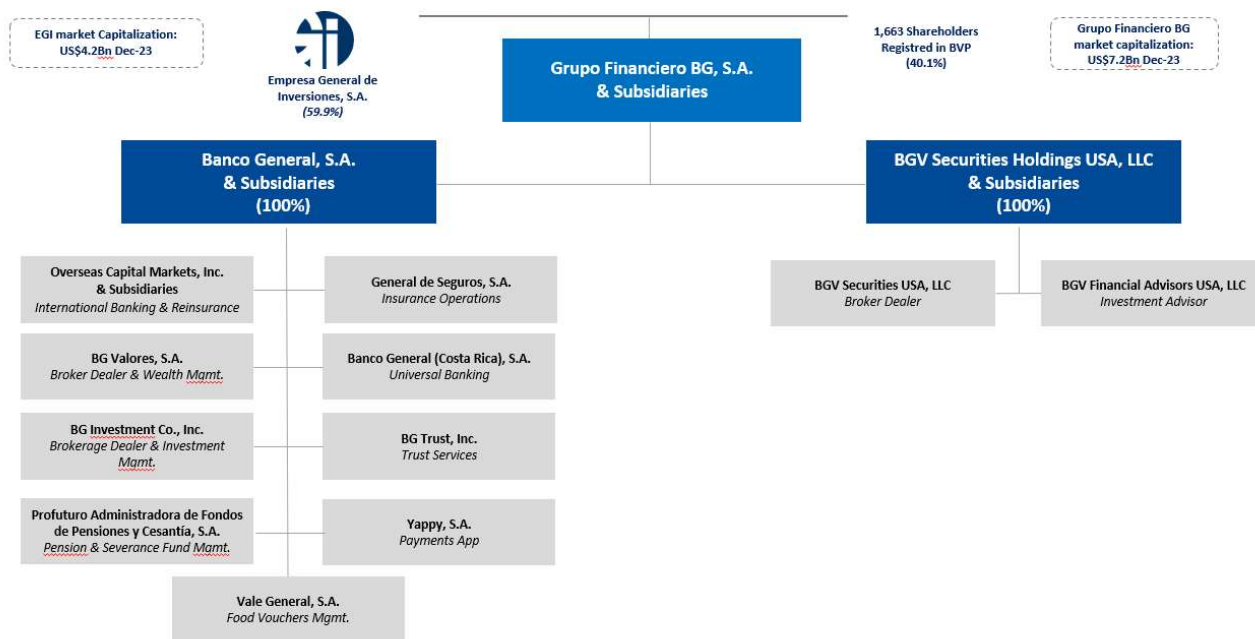 EGI market Capitalization:
US$4.2Bn Dec-23
Empresa General de
Inversiones, S.A.
(59.9%)
Grupo Financiero BG, S.A.
& Subsidiaries
1,663 Shareholders
Registred in BVP
(40.1%)
Grupo Financiero BG
market capitalization:
US$7.2Bn Dec-23
Banco General, S.A.
& Subsidiaries
(100%)
BGV Securities Holdings USA, LLC
& Subsidiaries
(100%)
Overseas Capital Markets, Inc.
& Subsidiaries
International Banking & Reinsurance
General de Seguros, S.A.
Insurance Operations
BGV Securities USA, LLC
Broker Dealer
BGV Financial Advisors USA, LLC
Investment Advisor
BG Valores, S.A.
Broker Dealer & Wealth Mgmt.
Banco General (Costa Rica), S.A.
Universal Banking
BG Investment Co., Inc.
Brokerage Dealer & Investment
Mgmt.
BG Trust, Inc.
Trust Services
Profuturo Administradora de Fondos
de Pensiones y Cesantía, S.A.
Pension & Severance Fund Mgmt.
Yappy, S.A.
Payments App
Vale General, S.A.
Food Vouchers Mgmt.